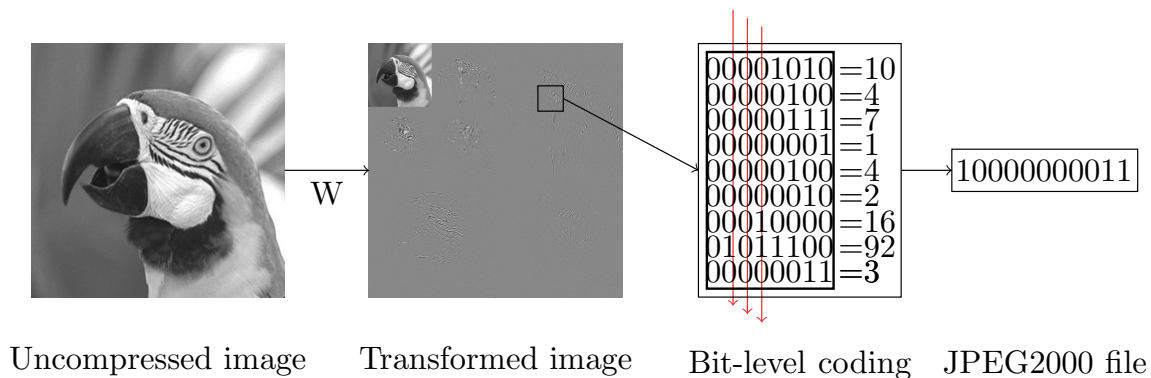 W
00001010=10
00000100=4
00000111=7
00000001=1
00000100=4
00000010=2
00010000=16
01011100=92
00000011=3
10000000011
Uncompressed image
Transformed image
Bit-level coding
JPEG2000 file